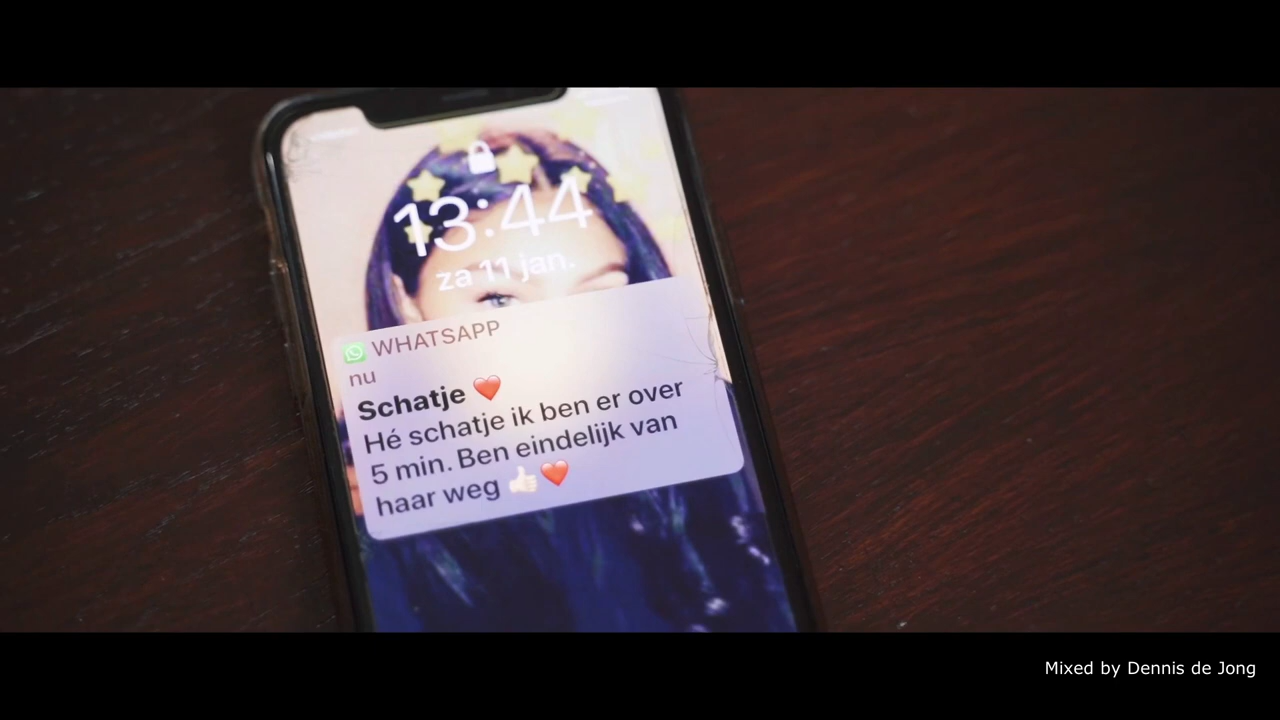 13:44
za 11 jan.
WHATSAPP
nu
Schatje ❤️
Hé schatje ik ben er over
5 min. Ben eindelijk van
haar weg 👍🏻❤️
Mixed by Dennis de Jong